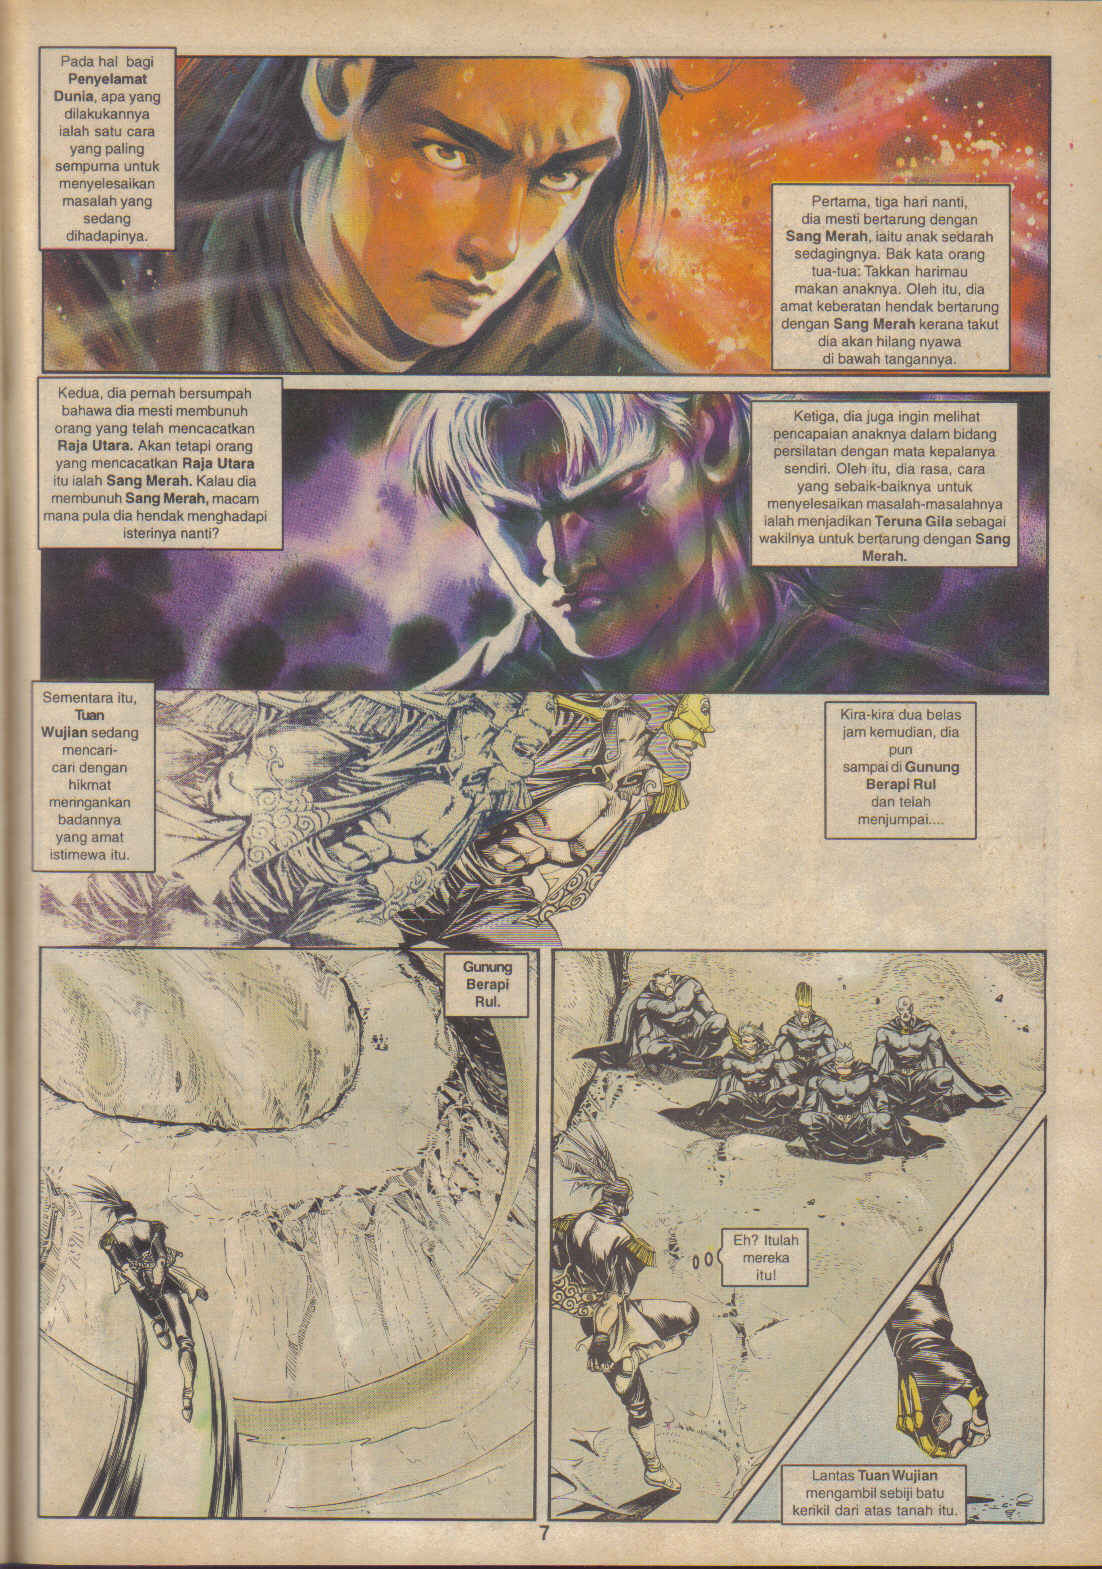 Pada hal bagi
Penyelamat
Dunia, apa yang
dilakukannya
ialah satu cara
yang paling
sempurna untuk
menyelesaikan
masalah yang
sedang
dihadapinya.
Pertama, tiga hari nanti,
dia mesti bertarung dengan
Sang Merah, iaitu anak sedarah
sedagingnya. Bak kata orang
tua-tua: Takkan harimau
makan anaknya. Oleh itu, dia
amat keberatan hendak bertarung
dengan Sang Merah kerana takut
dia akan hilang nyawa
di bawah tangannya.
Kedua, dia pernah bersumpah
bahawa dia mesti membunuh
orang yang telah mencacatkan
Raja Utara. Akan tetapi orang
yang mencacatkan Raja Utara
itu ialah Sang Merah. Kalau dia
membunuh Sang Merah, macam
mana pula dia hendak menghadapi
isterinya nanti?
Ketiga, dia juga ingin melihat
pencapaian anaknya dalam bidang
persilatan dengan mata kepalanya
sendiri. Oleh itu, dia rasa, cara
yang sebaik-baiknya untuk
menyelesaikan masalah-masalahnya
ialah menjadikan Teruna Gila sebagai
wakilnya untuk bertarung dengan Sang
Merah.
Sementara itu,
Tuan
Wujian sedang
mencari-
cari dengan
hikmat
meringankan
badannya
yang amat
istimewa itu.
Kira-kira dua belas
jam kemudian, dia
pun
sampai di Gunung
Berapi Rul
dan telah
menjumpai....
Gunung
Berapi
Rul.
Eh? Itulah
mereka
itu!
Lantas Tuan Wujian
mengambil sebiji batu
kerikil dari atas tanah itu.
7